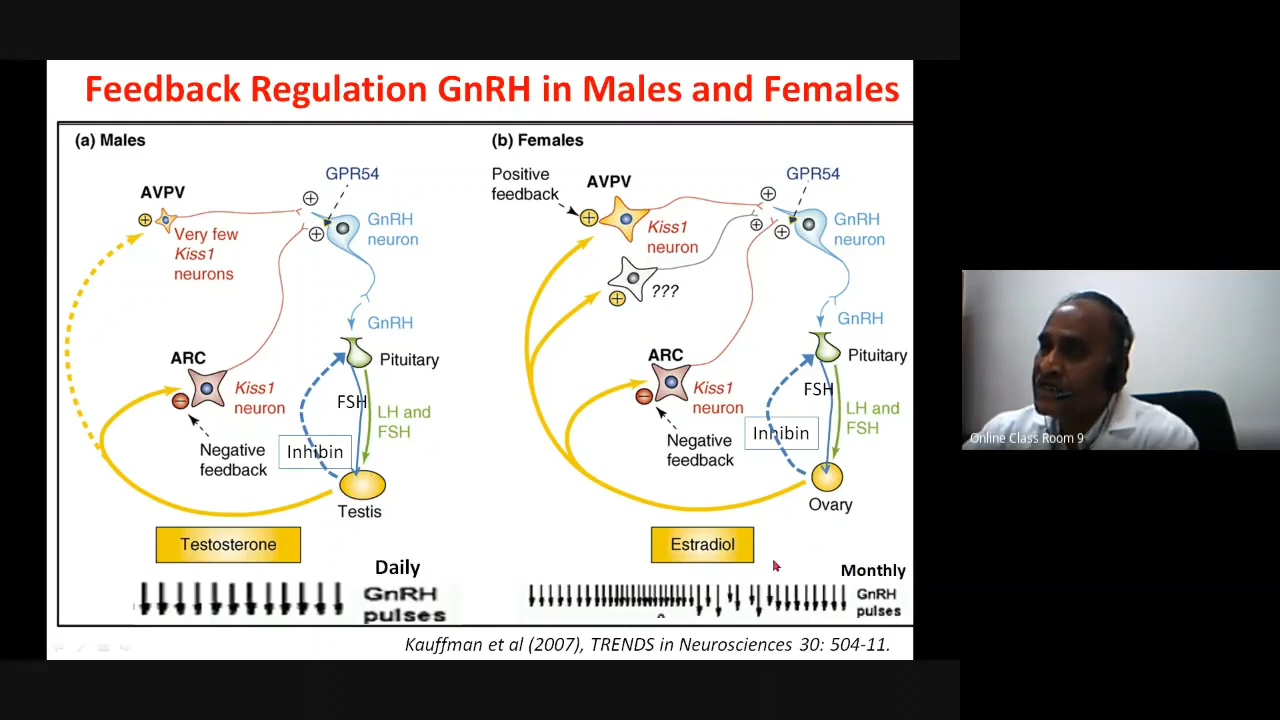 Feedback Regulation GnRH in Males and Females
(a) Males
GPR54
AVPV
GnRH
neuron
Very few
Kiss1
neurons
GnRH
ARC
Pituitary
Kiss1
neuron
FSH
LH and
FSH
Negative
feedback
Inhibin
Testis
Testosterone
Daily
GnRH
pulses
(b) Females
Positive
feedback
AVPV
GPR54
Kiss1
neuron
GnRH
neuron
???
GnRH
ARC
Pituitary
Kiss1
neuron
FSH
LH and
FSH
Negative
feedback
Inhibin
Ovary
Estradiol
Monthly
GnRH
pulses
Kauffman et al (2007), TRENDS in Neurosciences 30: 504-11.
Online Class Room 9